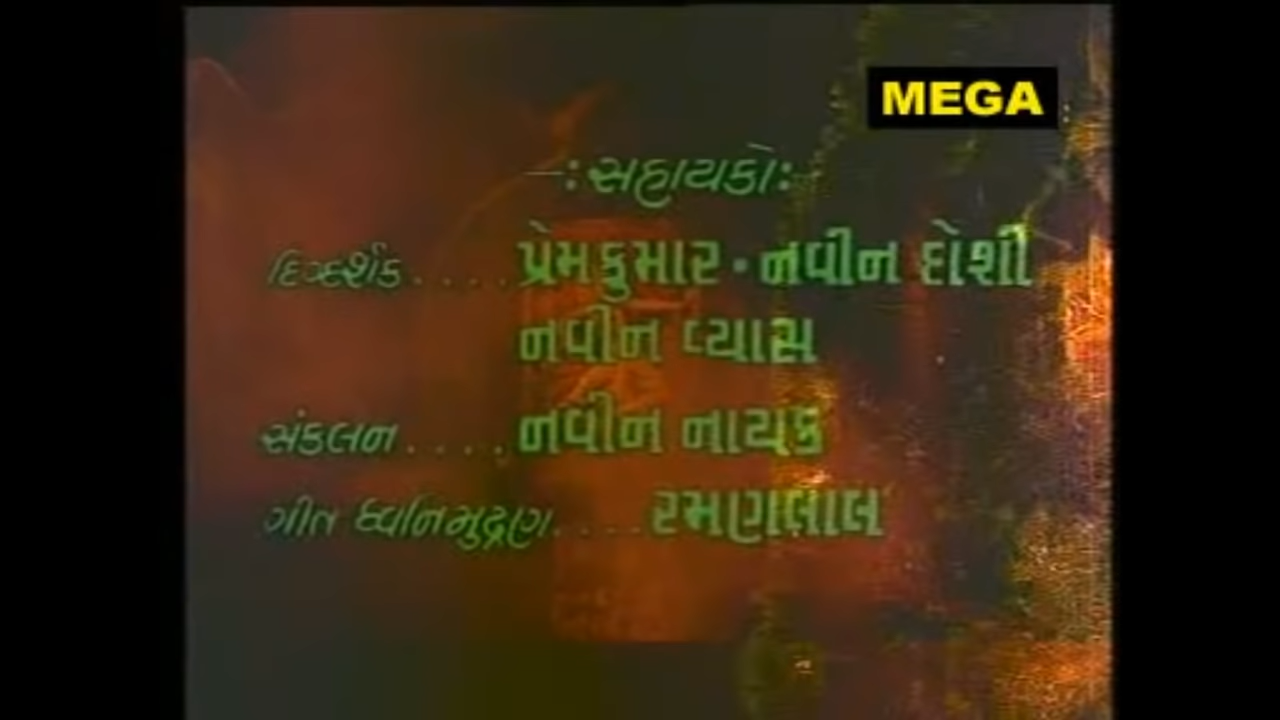 MEGA
-:સહાયકો:-
દિગ્દર્શક....પ્રેમકુમાર • નવીન દોશી
નવીન વ્યાસ
સંકલન....નવીન નાયક
ગીત ધ્વનિમુદ્રણ....રમણલાલ